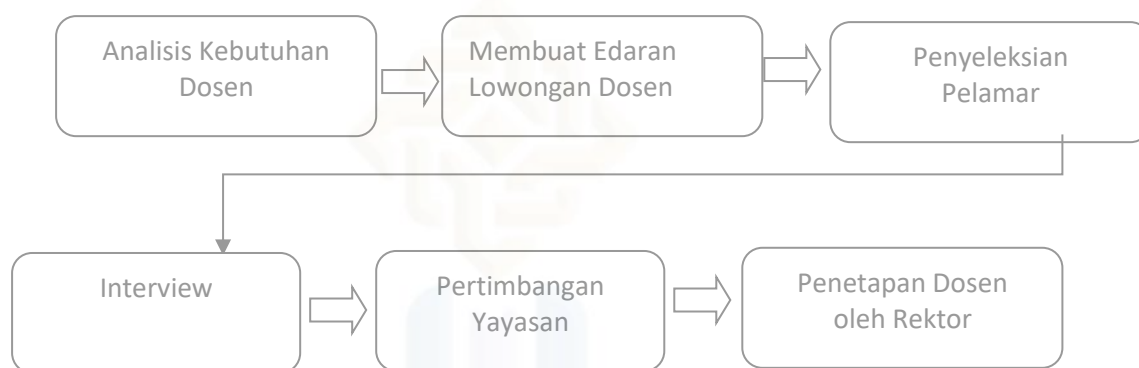 Analisis Kebutuhan
Dosen
Membuat Edaran
Lowongan Dosen
Penyeleksian
Pelamar
Interview
Pertimbangan
Yayasan
Penetapan Dosen
oleh Rektor